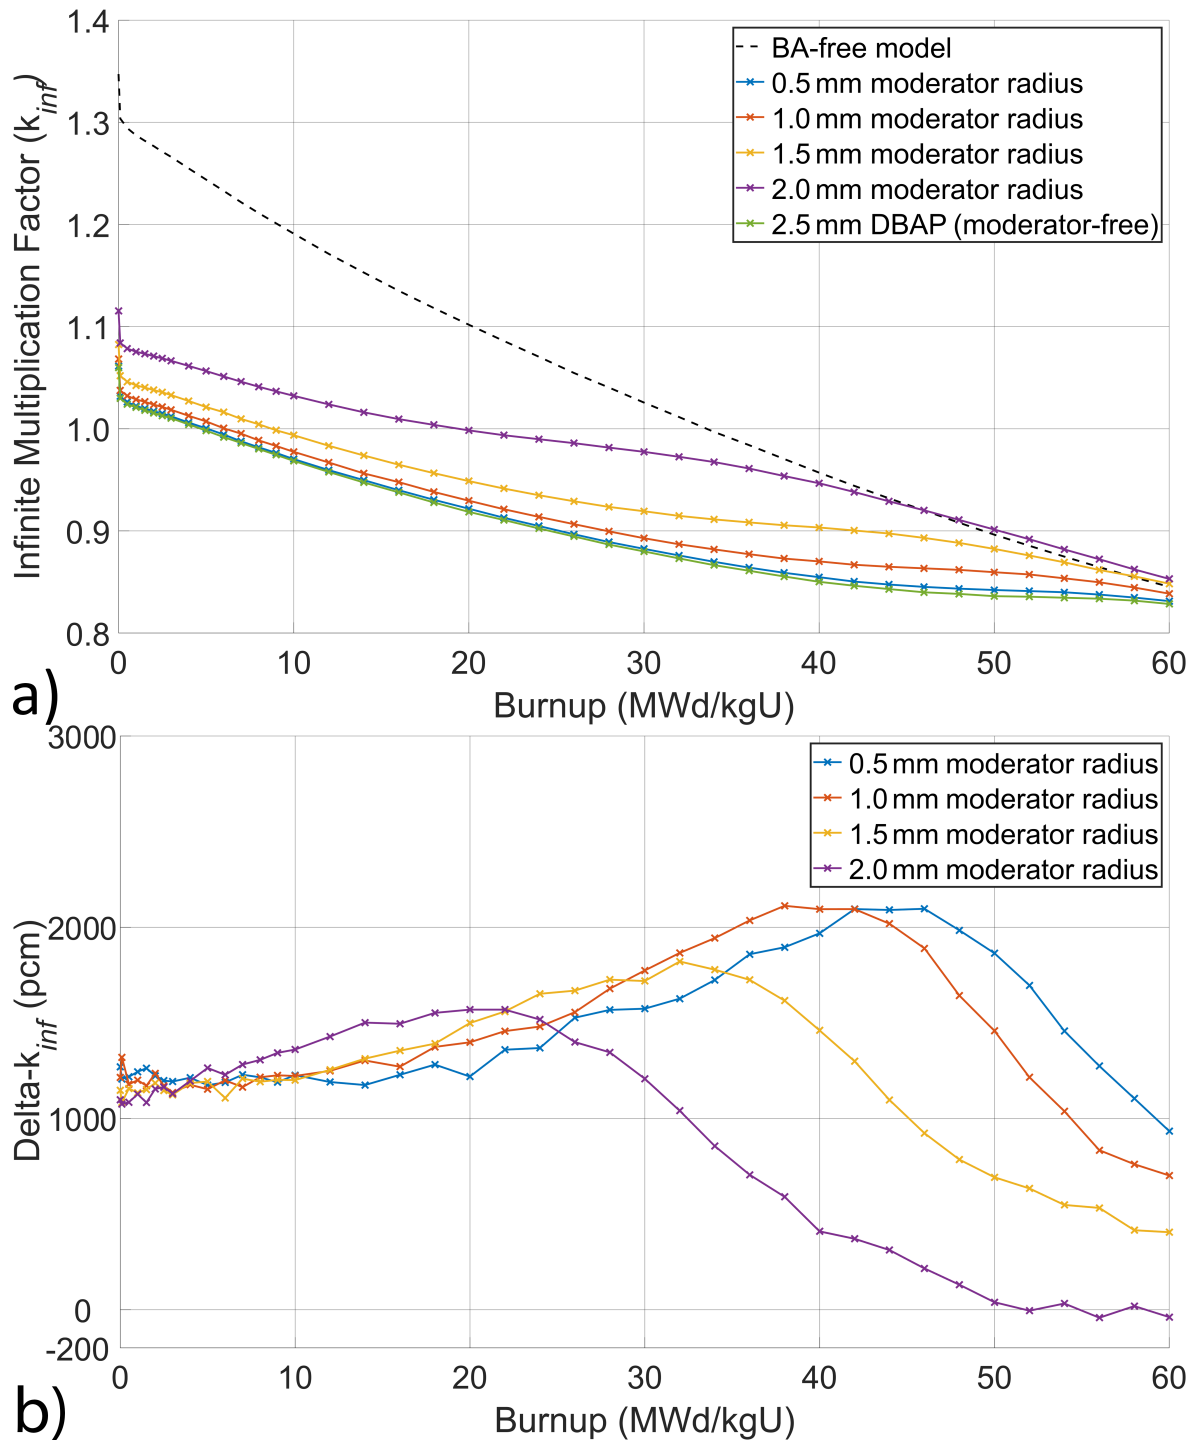 1.4
1.3
1.2
1.1
1.0
0.9
0.8
Infinite Multiplication Factor (k_inf)
BA-free model
0.5 mm moderator radius
1.0 mm moderator radius
1.5 mm moderator radius
2.0 mm moderator radius
2.5 mm DBAP (moderator-free)
0 10 20 30 40 50 60
Burnup (MWd/kgU)
a)
3000
2000
1000
0
-200
Delta-k_inf (pcm)
0.5 mm moderator radius
1.0 mm moderator radius
1.5 mm moderator radius
2.0 mm moderator radius
0 10 20 30 40 50 60
Burnup (MWd/kgU)
b)